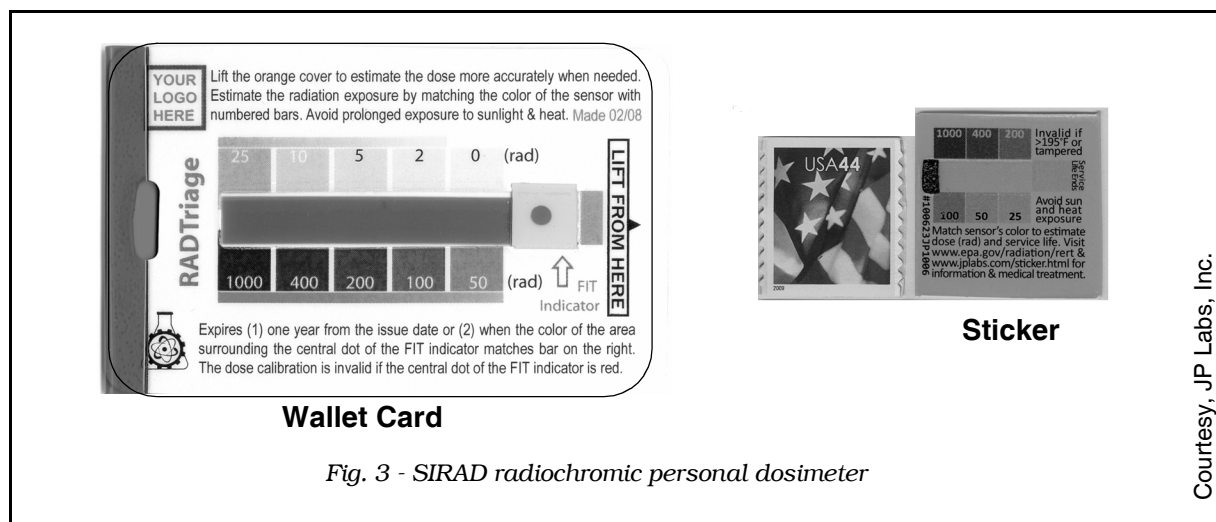 YOUR
LOGO
HERE
Lift the orange cover to estimate the dose more accurately when needed.
Estimate the radiation exposure by matching the color of the sensor with
numbered bars. Avoid prolonged exposure to sunlight & heat. Made 02/08
RADTriage
25 10 5 2 0 (rad)
1000 400 200 100 50 (rad)
FIT
Indicator
LIFT FROM HERE
Expires (1) one year from the issue date or (2) when the color of the area
surrounding the central dot of the FIT indicator matches bar on the right.
The dose calibration is invalid if the central dot of the FIT indicator is red.
Wallet Card
USA44
2009
1000 400 200
Invalid if
>195°F or
tampered
Service
Life Ends
100 50 25
Avoid sun
and heat
exposure
#100623JP1006
Match sensor's color to estimate
dose (rad) and service life. Visit
www.epa.gov/radiation/rert &
www.jplabs.com/sticker.html for
information & medical treatment.
Sticker
Courtesy, JP Labs, Inc.
Fig. 3 - SIRAD radiochromic personal dosimeter